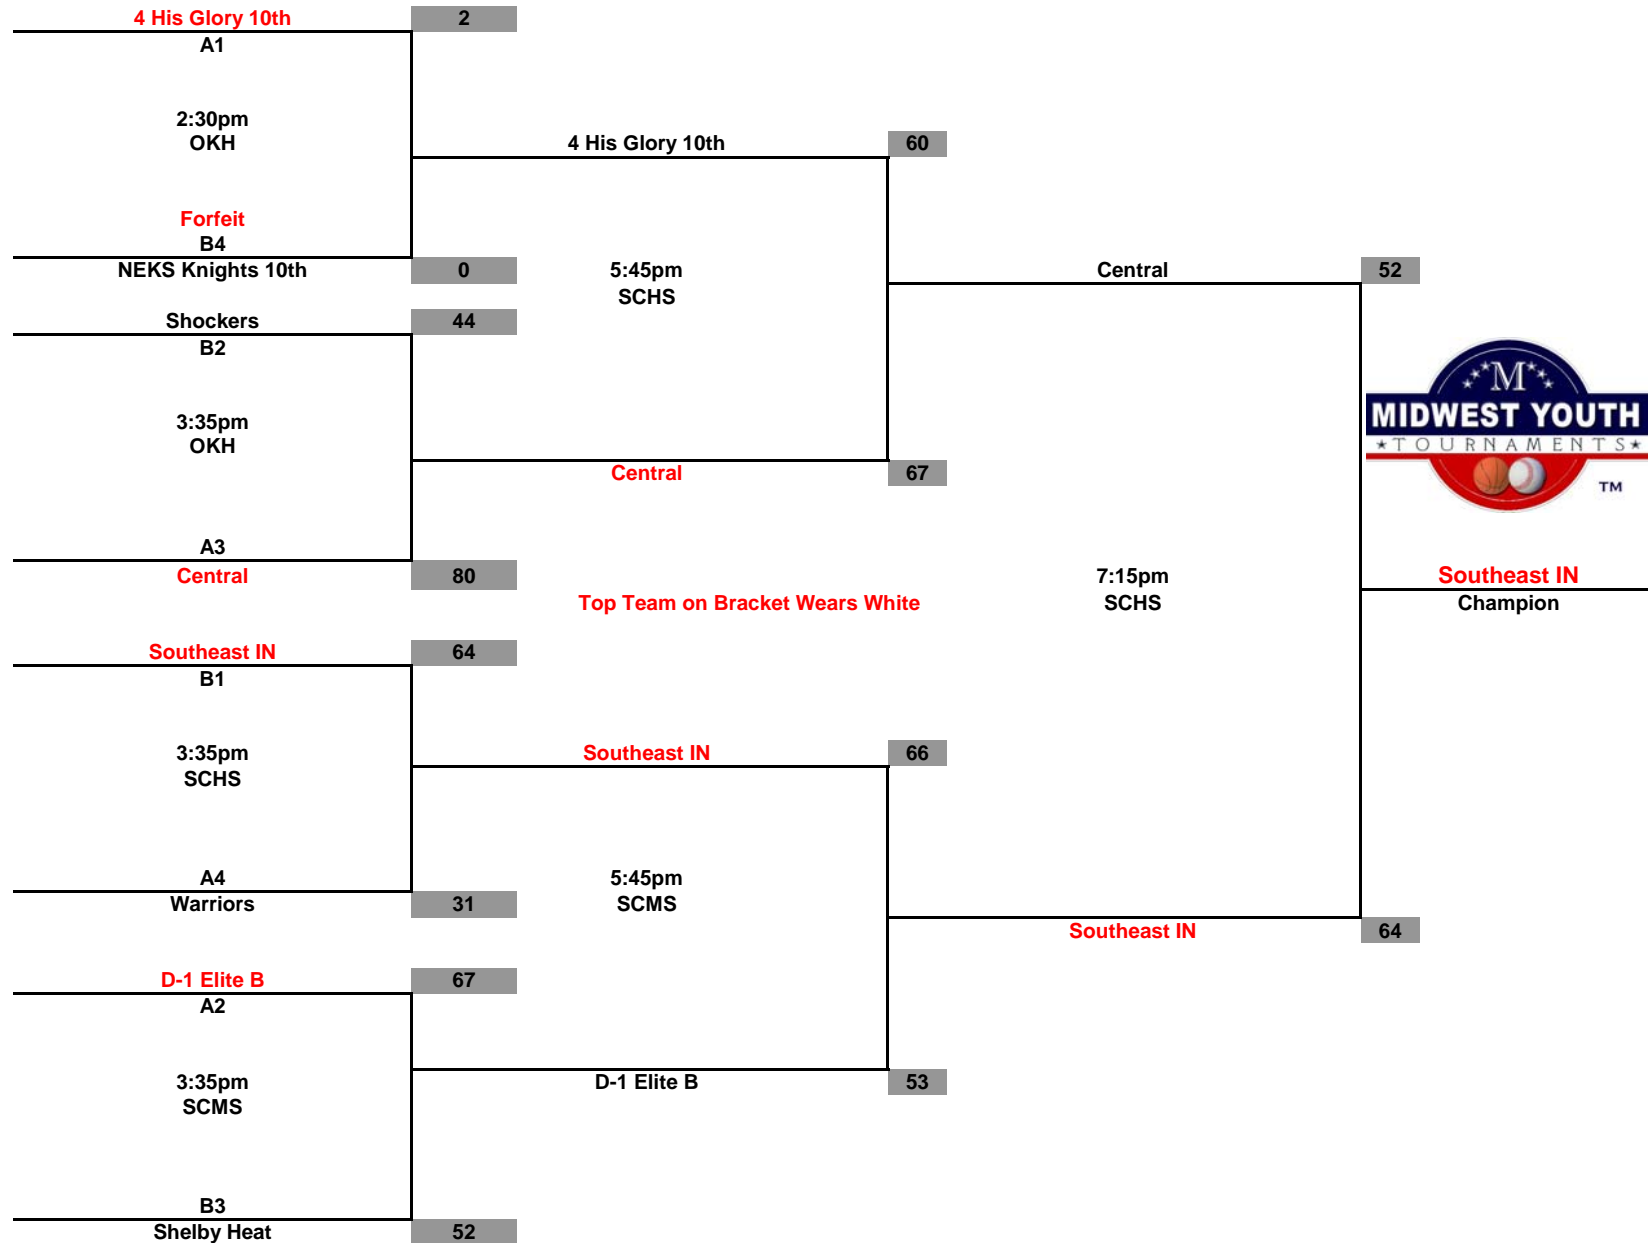 4 His Glory 10th 2
A1
2:30pm
OKH
4 His Glory 10th 60
Forfeit
B4
NEKS Knights 10th 0
5:45pm
SCHS
Central 52
Shockers 44
B2
3:35pm
OKH
Central 67
A3
Central 80
M
MIDWEST YOUTH
TOURNAMENTS
TM
Top Team on Bracket Wears White
7:15pm
SCHS
Southeast IN
Champion
Southeast IN 64
B1
3:35pm
SCHS
Southeast IN 66
A4
Warriors 31
5:45pm
SCMS
Southeast IN 64
D-1 Elite B 67
A2
3:35pm
SCMS
D-1 Elite B 53
B3
Shelby Heat 52